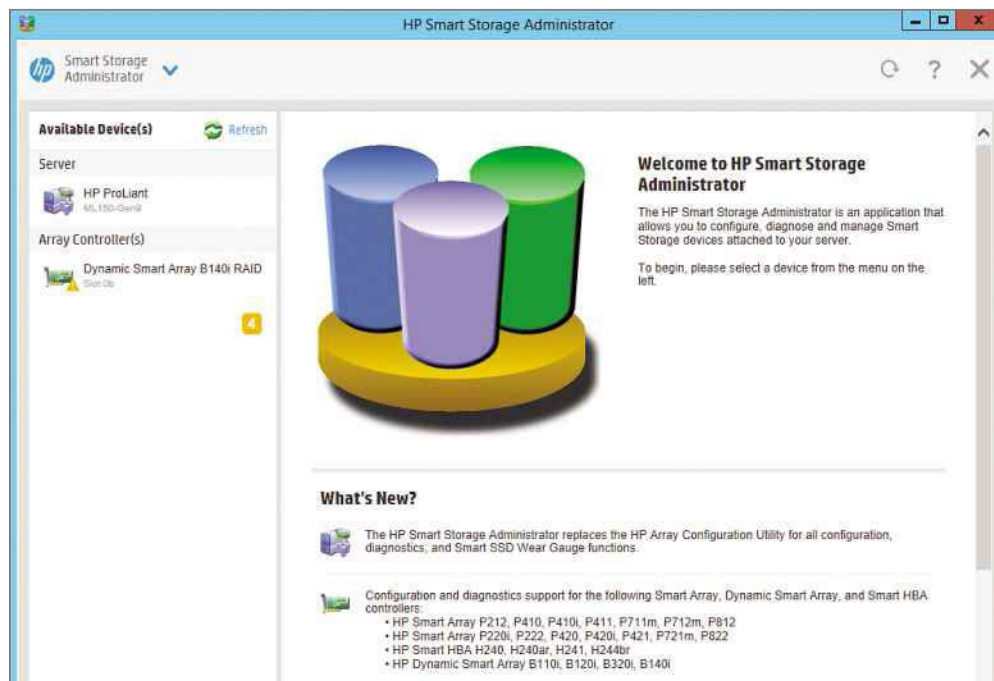 HP Smart Storage Administrator
hp
Smart Storage
Administrator
?
Available Device(s)
Refresh
Server
HP ProLiant
ML150-Gen9
Array Controller(s)
Dynamic Smart Array B140i RAID
Slot 0b
4
Welcome to HP Smart Storage
Administrator
The HP Smart Storage Administrator is an application that
allows you to configure, diagnose and manage Smart
Storage devices attached to your server.
To begin, please select a device from the menu on the
left.
What's New?
The HP Smart Storage Administrator replaces the HP Array Configuration Utility for all configuration,
diagnostics, and Smart SSD Wear Gauge functions.
Configuration and diagnostics support for the following Smart Array, Dynamic Smart Array, and Smart HBA
controllers:
• HP Smart Array P212, P410, P410i, P411, P711m, P712m, P812
• HP Smart Array P220i, P222, P420, P420i, P421, P721m, P822
• HP Smart HBA H240, H240ar, H241, H244br
• HP Dynamic Smart Array B110i, B120i, B320i, B140i